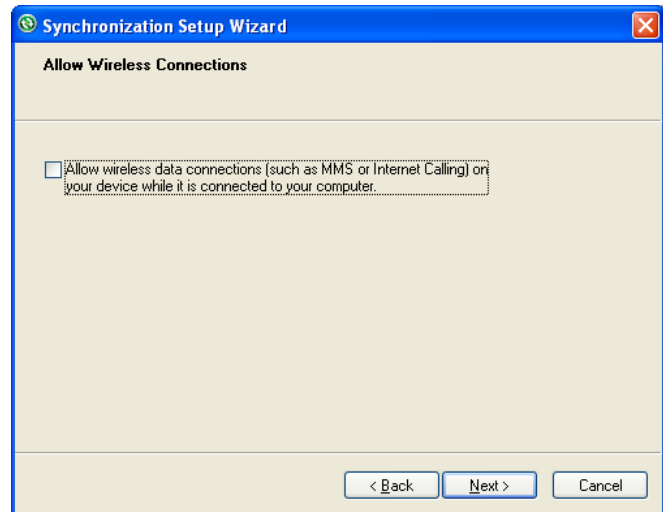 Synchronization Setup Wizard
Allow Wireless Connections
Allow wireless data connections (such as MMS or Internet Calling) on
your device while it is connected to your computer.
< Back Next > Cancel